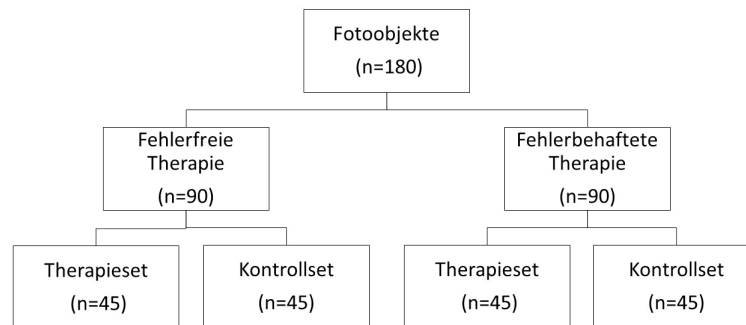 Fotoobjekte
(n=180)
Fehlerfreie
Therapie
(n=90)
Fehlerbehaftete
Therapie
(n=90)
Therapieset
(n=45)
Kontrollset
(n=45)
Therapieset
(n=45)
Kontrollset
(n=45)